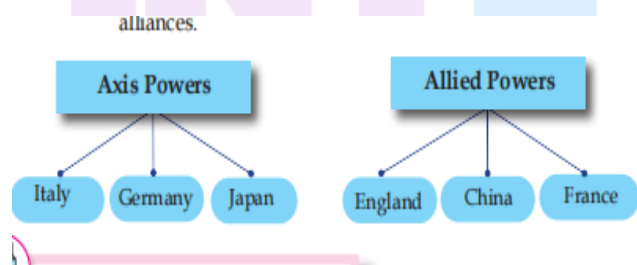 alliances.
Axis Powers
Allied Powers
Italy
Germany
Japan
England
China
France